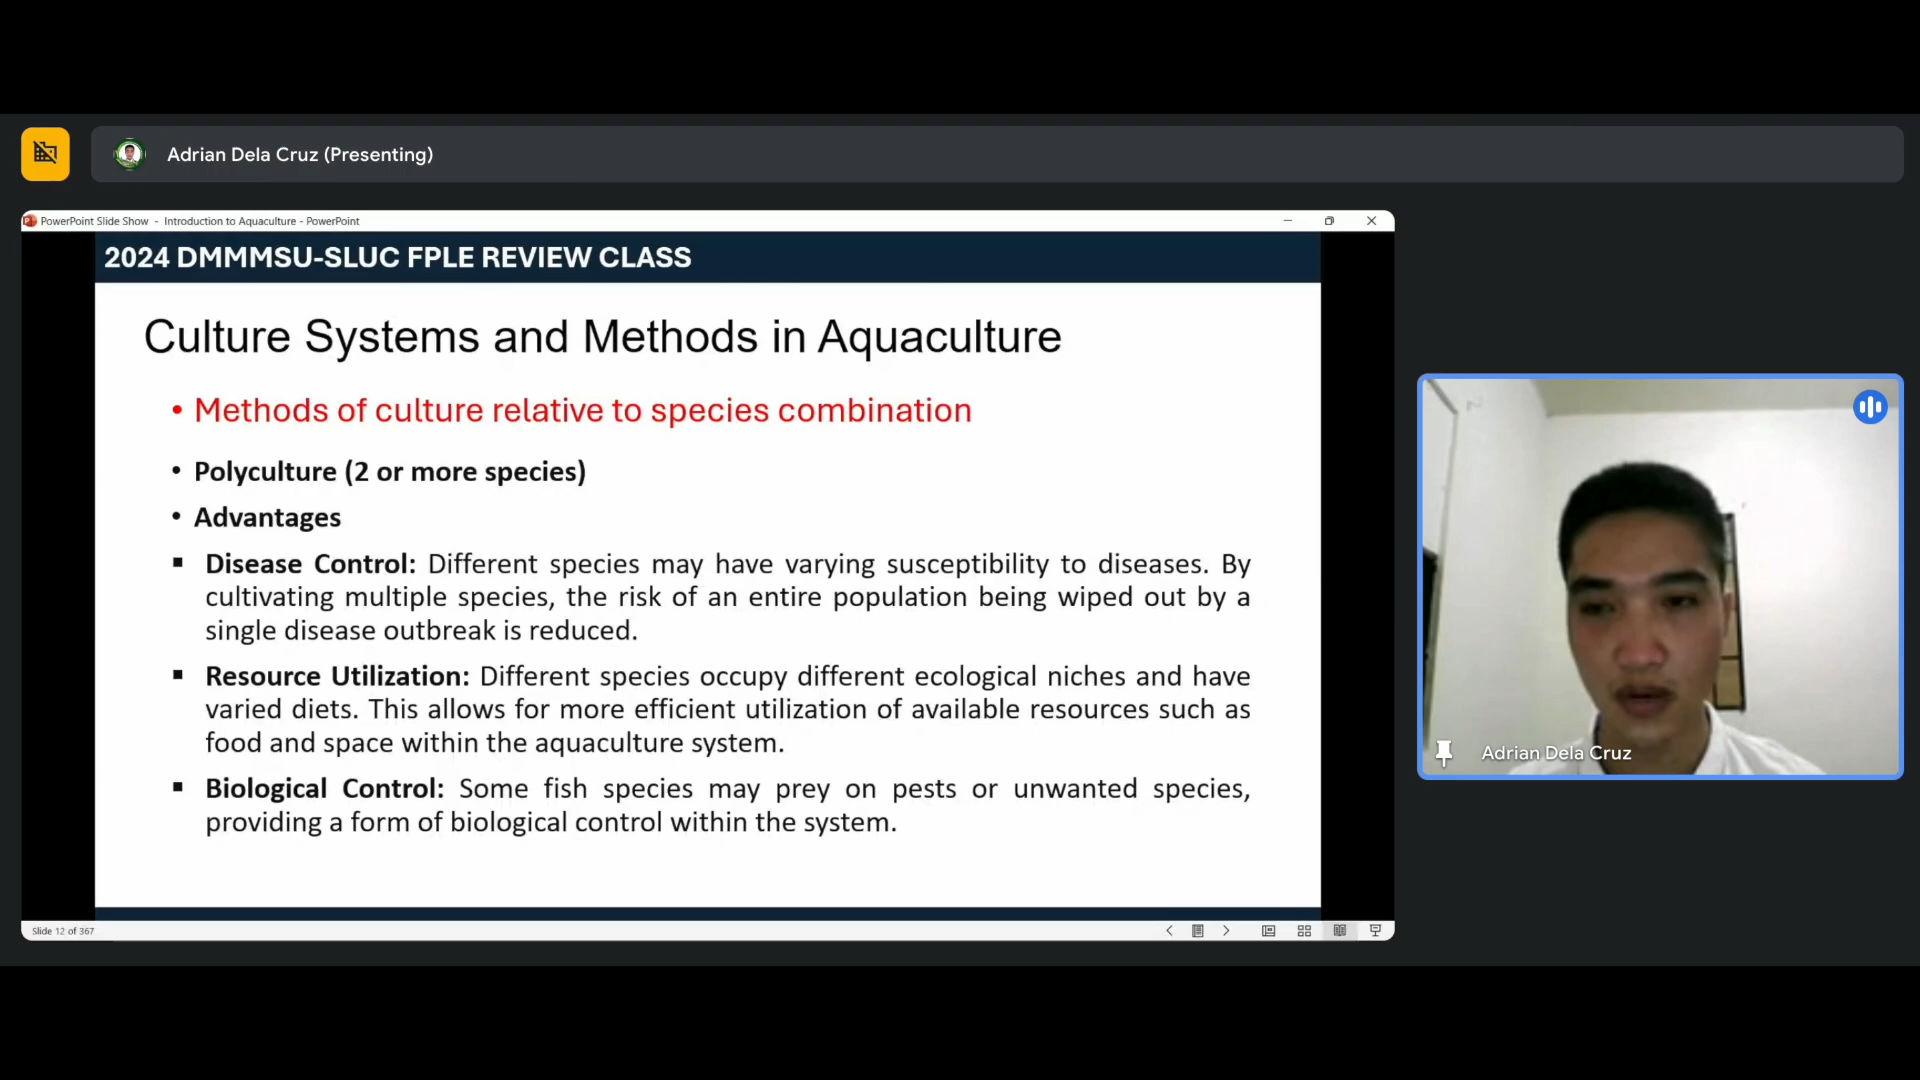 Adrian Dela Cruz (Presenting)
PowerPoint Slide Show - Introduction to Aquaculture - PowerPoint
2024 DMMMSU-SLUC FPLE REVIEW CLASS
Culture Systems and Methods in Aquaculture
• Methods of culture relative to species combination
• Polyculture (2 or more species)
• Advantages
▪ Disease Control: Different species may have varying susceptibility to diseases. By
cultivating multiple species, the risk of an entire population being wiped out by a
single disease outbreak is reduced.
▪ Resource Utilization: Different species occupy different ecological niches and have
varied diets. This allows for more efficient utilization of available resources such as
food and space within the aquaculture system.
▪ Biological Control: Some fish species may prey on pests or unwanted species,
providing a form of biological control within the system.
Slide 12 of 367
Adrian Dela Cruz